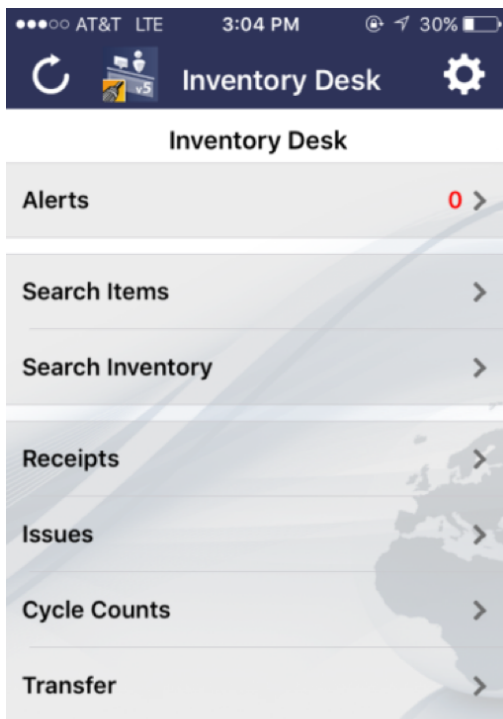 AT&T LTE 3:04 PM 30%
v5 Inventory Desk
Inventory Desk
Alerts 0
Search Items
Search Inventory
Receipts
Issues
Cycle Counts
Transfer